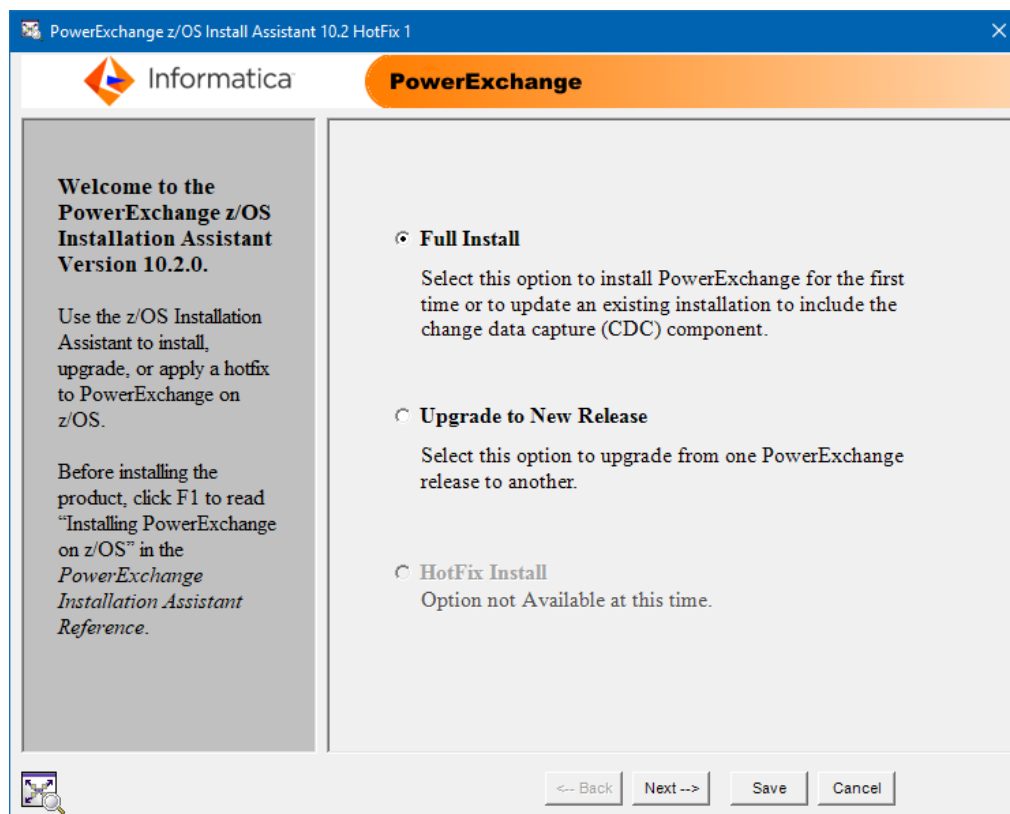 PowerExchange z/OS Install Assistant 10.2 HotFix 1
Informatica
PowerExchange
Welcome to the
PowerExchange z/OS
Installation Assistant
Version 10.2.0.
Use the z/OS Installation
Assistant to install,
upgrade, or apply a hotfix
to PowerExchange on
z/OS.
Before installing the
product, click F1 to read
“Installing PowerExchange
on z/OS” in the
PowerExchange
Installation Assistant
Reference.
Full Install
Select this option to install PowerExchange for the first
time or to update an existing installation to include the
change data capture (CDC) component.
Upgrade to New Release
Select this option to upgrade from one PowerExchange
release to another.
HotFix Install
Option not Available at this time.
<-- Back
Next -->
Save
Cancel